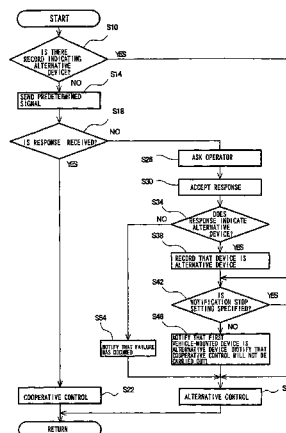 START
S10
IS THERE
RECORD INDICATING
ALTERNATIVE
DEVICE?
YES
NO
S14
SEND PREDETERMINED
SIGNAL
S18
IS RESPONSE RECEIVED?
NO
YES
S26
ASK OPERATOR
S30
ACCEPT RESPONSE
S34
DOES
RESPONSE INDICATE
ALTERNATIVE
DEVICE?
NO
YES
S38
RECORD THAT DEVICE IS
ALTERNATIVE DEVICE
S42
IS
NOTIFICATION STOP
SETTING SPECIFIED?
YES
NO
S46
NOTIFY THAT FIRST
VEHICLE-MOUNTED DEVICE IS
ALTERNATIVE DEVICE (NOTIFY THAT
COOPERATIVE CONTROL WILL NOT BE
CARRIED OUT)
S54
NOTIFY THAT FAILURE
HAS OCCURED
S22
COOPERATIVE CONTROL
ALTERNATIVE CONTROL
RETURN